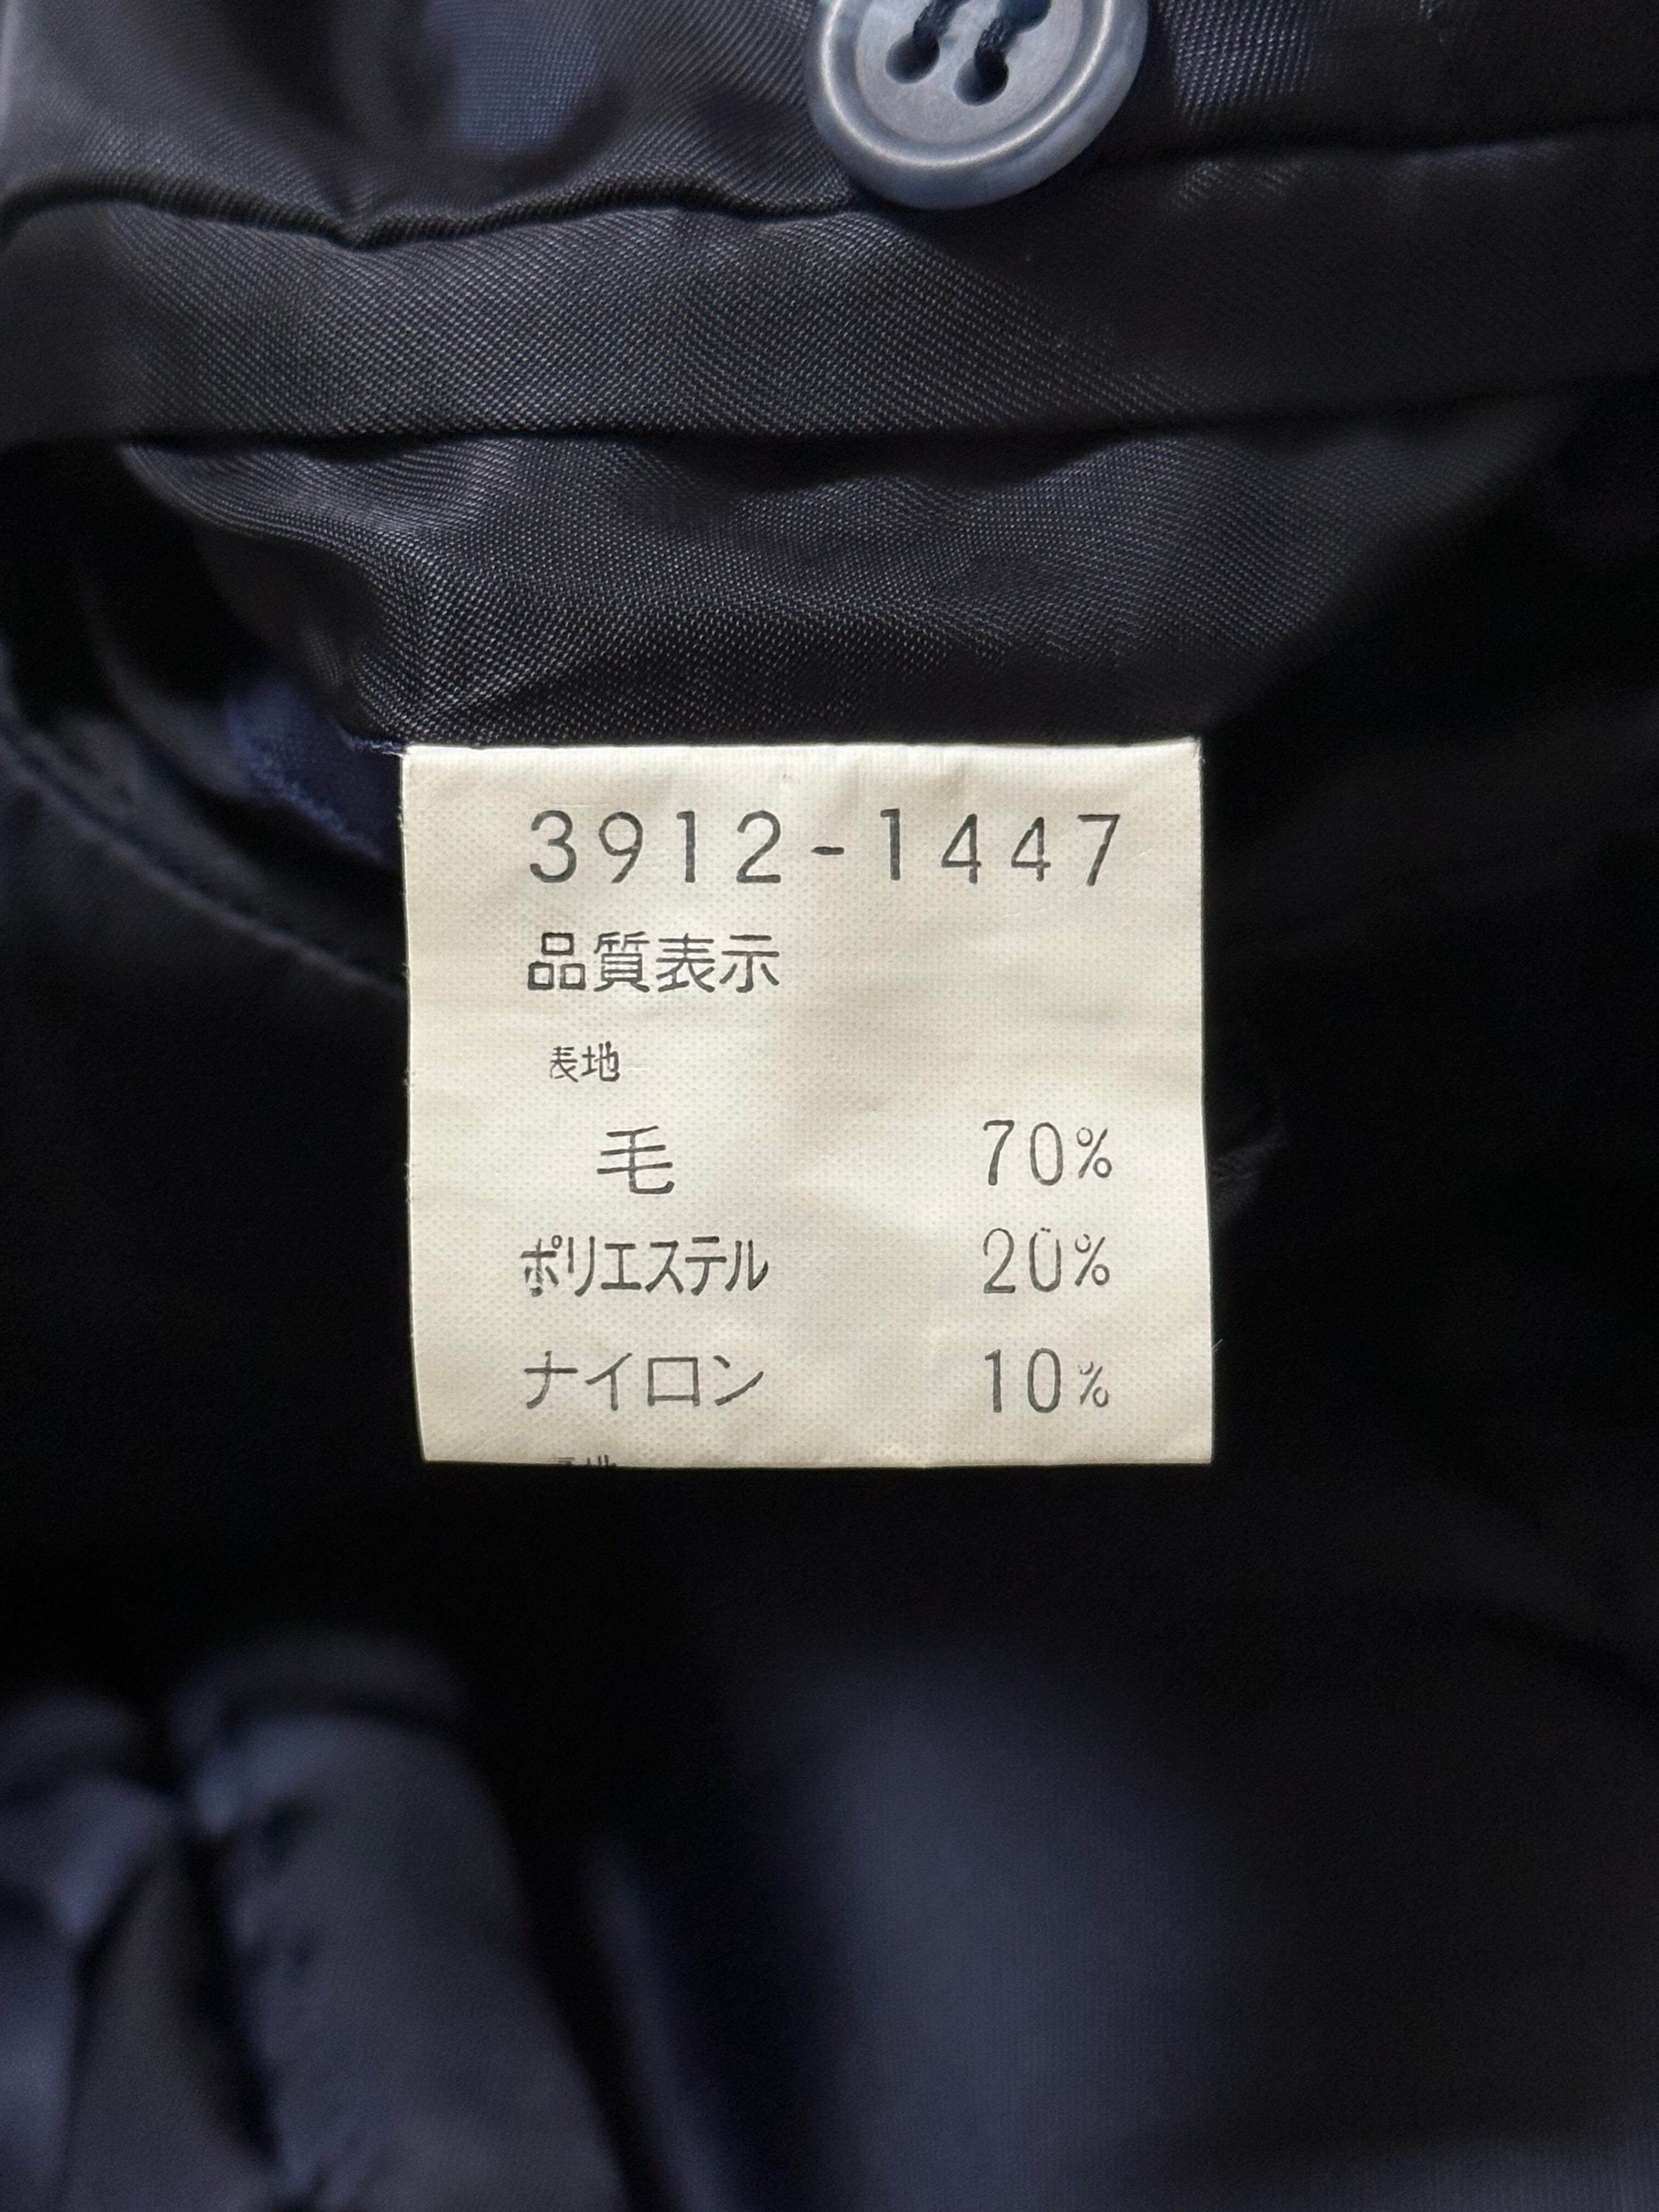 3912-1447
品質表示
表地
毛 70%
ポリエステル 20%
ナイロン 10%